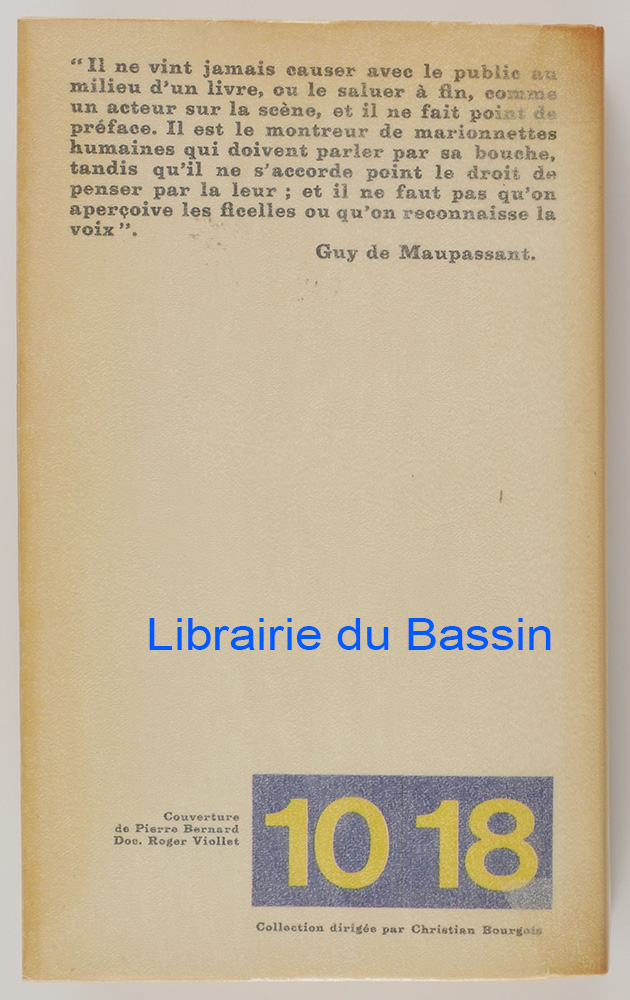 “Il ne vint jamais causer avec le public au
milieu d’un livre, ou le saluer à fin, comme
un acteur sur la scène, et il ne fait point de
préface. Il est le montreur de marionnettes
humaines qui doivent parler par sa bouche,
tandis qu’il ne s’accorde point le droit de
penser par la leur ; et il ne faut pas qu’on
aperçoive les ficelles ou qu’on reconnaisse la
voix”.
Guy de Maupassant.
Librairie du Bassin
Couverture
de Pierre Bernard
Doc. Roger Viollet
10 18
Collection dirigée par Christian Bourgois